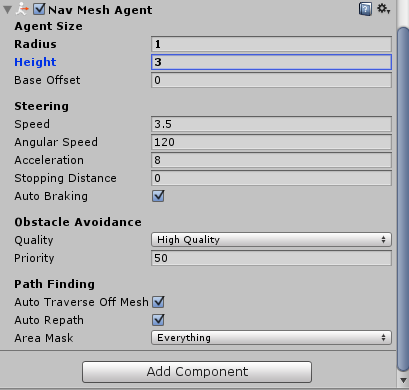 Nav Mesh Agent
Agent Size
Radius 1
Height 3
Base Offset 0
Steering
Speed 3.5
Angular Speed 120
Acceleration 8
Stopping Distance 0
Auto Braking
Obstacle Avoidance
Quality High Quality
Priority 50
Path Finding
Auto Traverse Off Mesh
Auto Repath
Area Mask Everything
Add Component